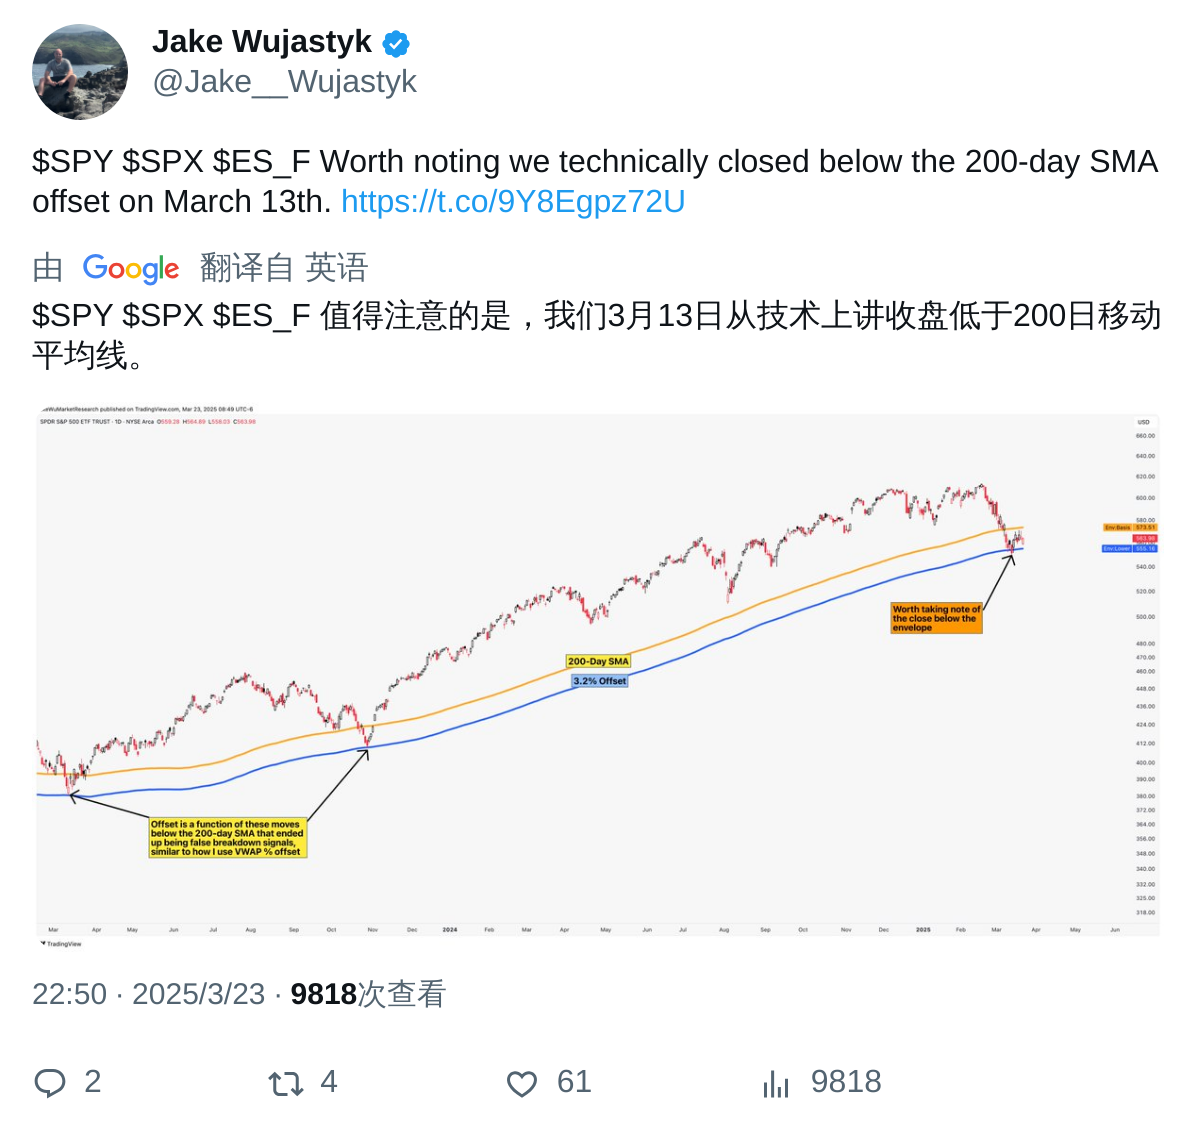 Jake Wujastyk
@Jake__Wujastyk
$SPY $SPX $ES_F Worth noting we technically closed below the 200-day SMA
offset on March 13th. https://t.co/9Y8Egpz72U
由 Google 翻译自 英语
$SPY $SPX $ES_F 值得注意的是，我们3月13日从技术上讲收盘低于200日移动
平均线。
WuMarketResearch published on TradingView.com, Mar 23, 2025 08:49 UTC-6
SPDR S&P 500 ETF TRUST · 1D · NYSE Arca O559.28 H564.89 L558.03 C563.98
USD
660.00
640.00
620.00
600.00
580.00
Env:Basis 573.51
563.98
Env:Lower 555.16
540.00
520.00
500.00
480.00
470.00
460.00
448.00
436.00
424.00
412.00
400.00
390.00
380.00
372.00
364.00
356.00
348.00
340.00
332.00
325.00
318.00
Worth taking note of
the close below the
envelope
200-Day SMA
3.2% Offset
Offset is a function of these moves
below the 200-day SMA that ended
up being false breakdown signals,
similar to how I use VWAP % offset
Mar Apr May Jun Jul Aug Sep Oct Nov Dec 2024 Feb Mar Apr May Jun Jul Aug Sep Oct Nov Dec 2025 Feb Mar Apr May Jun
TradingView
22:50 · 2025/3/23 · 9818次查看
2 4 61 9818